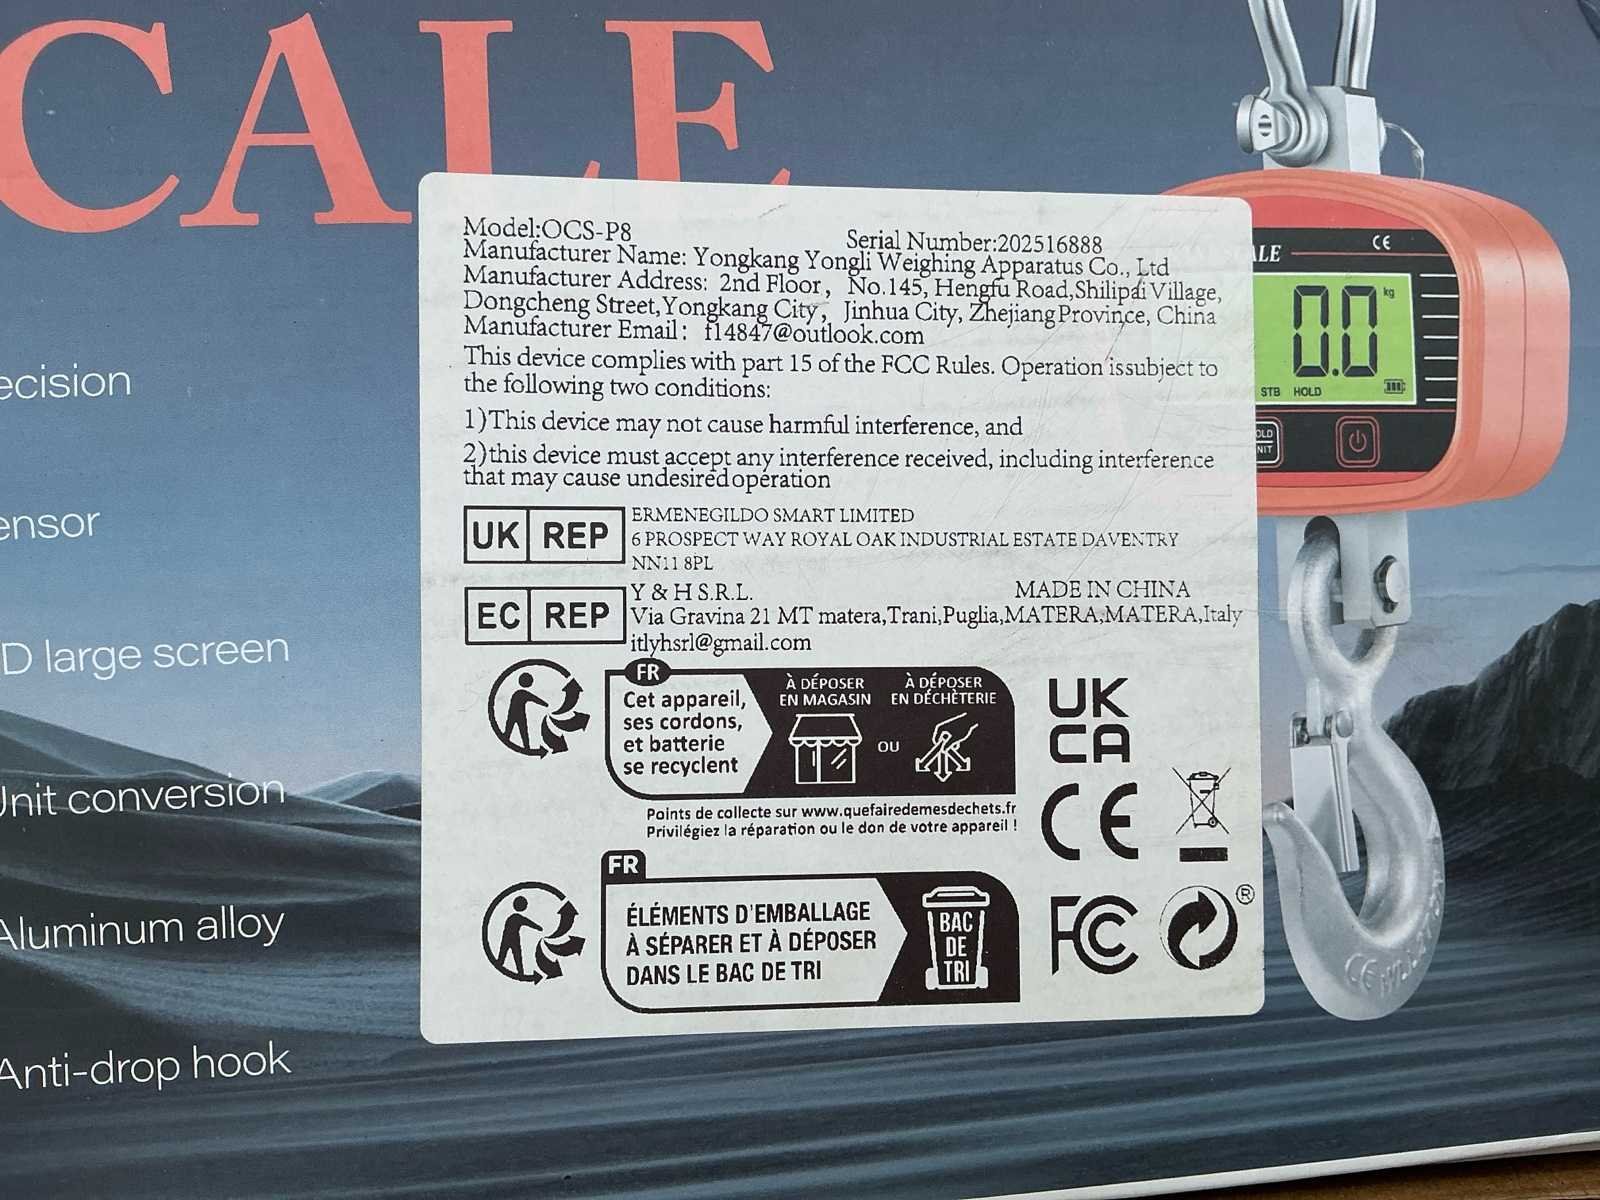 CALE
ecision
ensor
D large screen
Unit conversion
Aluminum alloy
Anti-drop hook
Model:OCS-P8
Serial Number:202516888
Manufacturer Name: Yongkang Yongli Weighing Apparatus Co., Ltd
Manufacturer Address: 2nd Floor, No.145, Hengfu Road,Shilipai Village,
Dongcheng Street,Yongkang City, Jinhua City, Zhejiang Province, China
Manufacturer Email: f14847@outlook.com
This device complies with part 15 of the FCC Rules. Operation issubject to
the following two conditions:
1)This device may not cause harmful interference, and
2)this device must accept any interference received, including interference
that may cause undesired operation
UK REP
ERMENEGILDO SMART LIMITED
6 PROSPECT WAY ROYAL OAK INDUSTRIAL ESTATE DAVENTRY
NN11 8PL
EC REP
Y & H S.R.L.
MADE IN CHINA
Via Gravina 21 MT matera,Trani,Puglia,MATERA,MATERA,Italy
itlyhsrl@gmail.com
FR
Cet appareil,
ses cordons,
et batterie
se recyclent
À DÉPOSER
EN MAGASIN
OU
À DÉPOSER
EN DÉCHÈTERIE
Points de collecte sur www.quefairedemesdechets.fr
Privilégiez la réparation ou le don de votre appareil !
FR
ÉLÉMENTS D'EMBALLAGE
À SÉPARER ET À DÉPOSER
DANS LE BAC DE TRI
BAC
DE
TRI
UK
CA
CE
FC
®
ALE
CE
0.0
kg
STB HOLD
OLD
NIT
CE